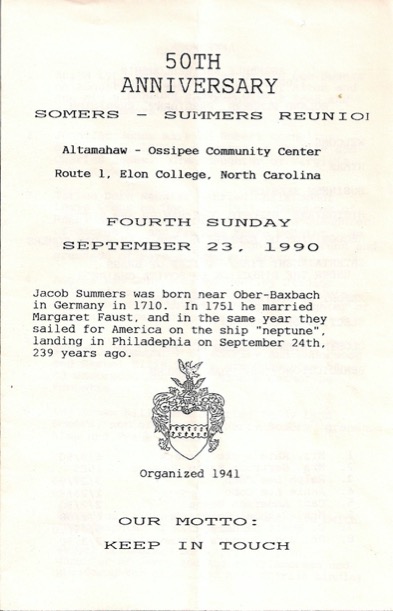 50TH
ANNIVERSARY
SOMERS - SUMMERS REUNION
Altamahaw - Ossipee Community Center
Route 1, Elon College, North Carolina
FOURTH SUNDAY
SEPTEMBER 23, 1990
Jacob Summers was born near Ober-Baxbach
in Germany in 1710. In 1751 he married
Margaret Faust, and in the same year they
sailed for America on the ship "neptune",
landing in Philadephia on September 24th,
239 years ago.
Organized 1941
OUR MOTTO:
KEEP IN TOUCH